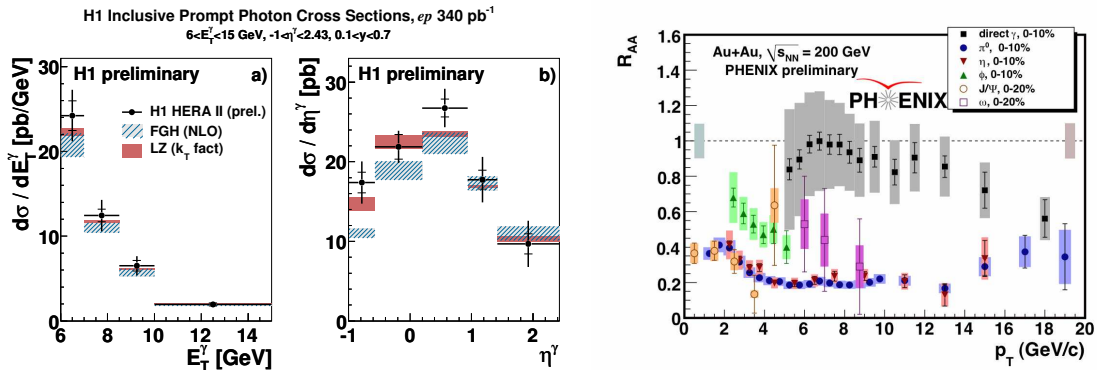 H1 Inclusive Prompt Photon Cross Sections, ep 340 pb⁻¹
6<E_T^γ<15 GeV, -1<η^γ<2.43, 0.1<y<0.7
H1 preliminary a)
H1 HERA II (prel.)
FGH (NLO)
LZ (k_T fact)
dσ / dE_T^γ [pb/GeV]
30
20
10
0
6 8 10 12 14
E_T^γ [GeV]
H1 preliminary b)
dσ / dη^γ [pb]
30
20
10
0
-1 0 1 2
η^γ
R_AA
1.6
1.4
1.2
1
0.8
0.6
0.4
0.2
0
Au+Au, √s_NN = 200 GeV
PHENIX preliminary
PHENIX
direct γ, 0-10%
π⁰, 0-10%
η, 0-10%
φ, 0-10%
J/Ψ, 0-20%
ω, 0-20%
0 2 4 6 8 10 12 14 16 18 20
p_T (GeV/c)